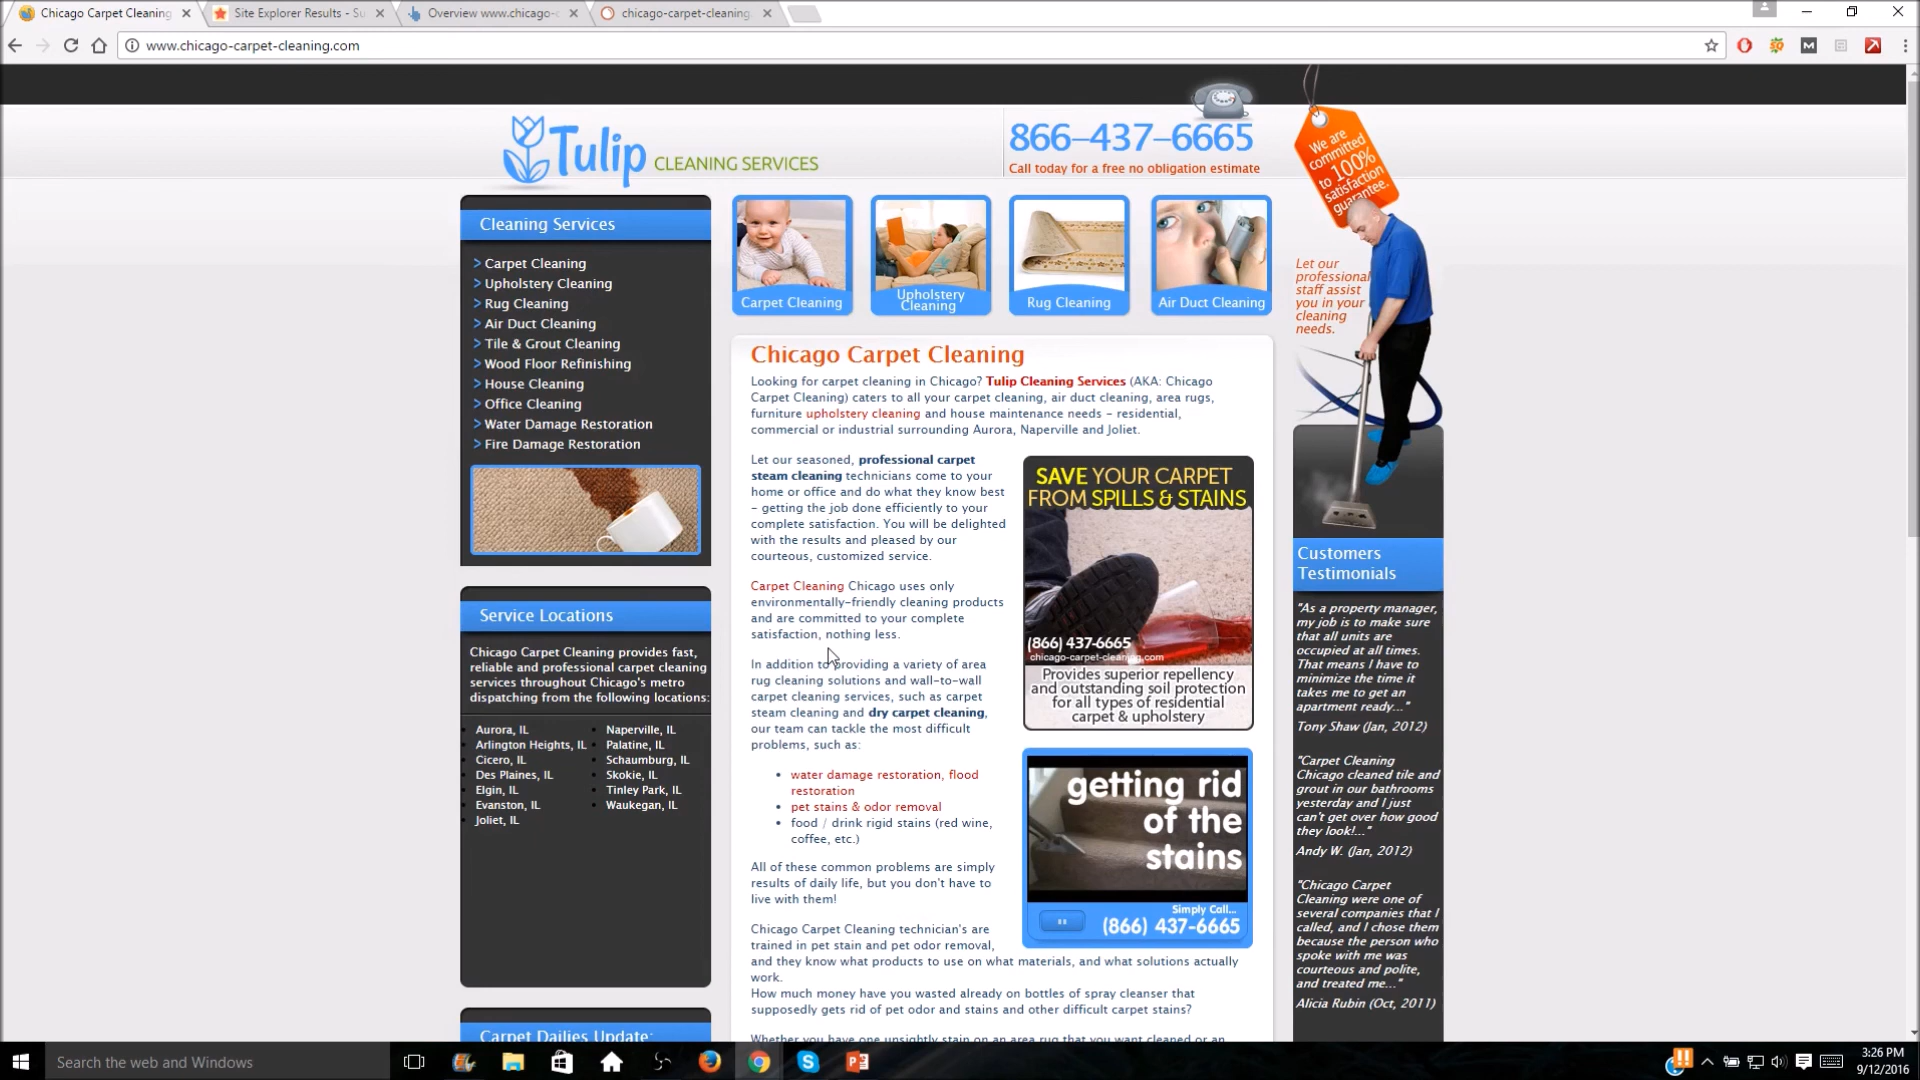 Chicago Carpet Cleaning
Site Explorer Results - Su
Overview www.chicago-c
chicago-carpet-cleaning.
www.chicago-carpet-cleaning.com
Tulip CLEANING SERVICES
866-437-6665
Call today for a free no obligation estimate
We are
committed
to 100%
satisfaction
guarantee.
Let our
professional
staff assist
you in your
cleaning
needs.
Cleaning Services
> Carpet Cleaning
> Upholstery Cleaning
> Rug Cleaning
> Air Duct Cleaning
> Tile & Grout Cleaning
> Wood Floor Refinishing
> House Cleaning
> Office Cleaning
> Water Damage Restoration
> Fire Damage Restoration
Service Locations
Chicago Carpet Cleaning provides fast,
reliable and professional carpet cleaning
services throughout Chicago's metro
dispatching from the following locations:
Aurora, IL
Arlington Heights, IL
Cicero, IL
Des Plaines, IL
Elgin, IL
Evanston, IL
Joliet, IL
Naperville, IL
Palatine, IL
Schaumburg, IL
Skokie, IL
Tinley Park, IL
Waukegan, IL
Carpet Dailies Update:
Carpet Cleaning
Upholstery
Cleaning
Rug Cleaning
Air Duct Cleaning
Chicago Carpet Cleaning
Looking for carpet cleaning in Chicago? Tulip Cleaning Services (AKA: Chicago
Carpet Cleaning) caters to all your carpet cleaning, air duct cleaning, area rugs,
furniture upholstery cleaning and house maintenance needs – residential,
commercial or industrial surrounding Aurora, Naperville and Joliet.
Let our seasoned, professional carpet
steam cleaning technicians come to your
home or office and do what they know best
– getting the job done efficiently to your
complete satisfaction. You will be delighted
with the results and pleased by our
courteous, customized service.
Carpet Cleaning Chicago uses only
environmentally-friendly cleaning products
and are committed to your complete
satisfaction, nothing less.
In addition to providing a variety of area
rug cleaning solutions and wall-to-wall
carpet cleaning services, such as carpet
steam cleaning and dry carpet cleaning,
our team can tackle the most difficult
problems, such as:
• water damage restoration, flood
restoration
• pet stains & odor removal
• food / drink rigid stains (red wine,
coffee, etc.)
All of these common problems are simply
results of daily life, but you don't have to
live with them!
Chicago Carpet Cleaning technician's are
trained in pet stain and pet odor removal,
and they know what products to use on what materials, and what solutions actually
work.
How much money have you wasted already on bottles of spray cleanser that
supposedly gets rid of pet odor and stains and other difficult carpet stains?
Whether you have one unsightly stain on an area rug that you want cleaned or an
SAVE YOUR CARPET
FROM SPILLS & STAINS
(866) 437-6665
chicago-carpet-cleaning.com
Provides superior repellency
and outstanding soil protection
for all types of residential
carpet & upholstery
getting rid
of the
stains
Simply Call...
(866) 437-6665
Customers
Testimonials
"As a property manager,
my job is to make sure
that all units are
occupied at all times.
That means I have to
minimize the time it
takes me to get an
apartment ready..."
Tony Shaw (Jan, 2012)
"Carpet Cleaning
Chicago cleaned tile and
grout in our bathrooms
yesterday and I just
can't get over how good
they look!..."
Andy W. (Jan, 2012)
"Chicago Carpet
Cleaning were one of
several companies that I
called, and I chose them
because the person who
spoke with me was
courteous and polite,
and treated me..."
Alicia Rubin (Oct, 2011)
Search the web and Windows
3:26 PM
9/12/2016